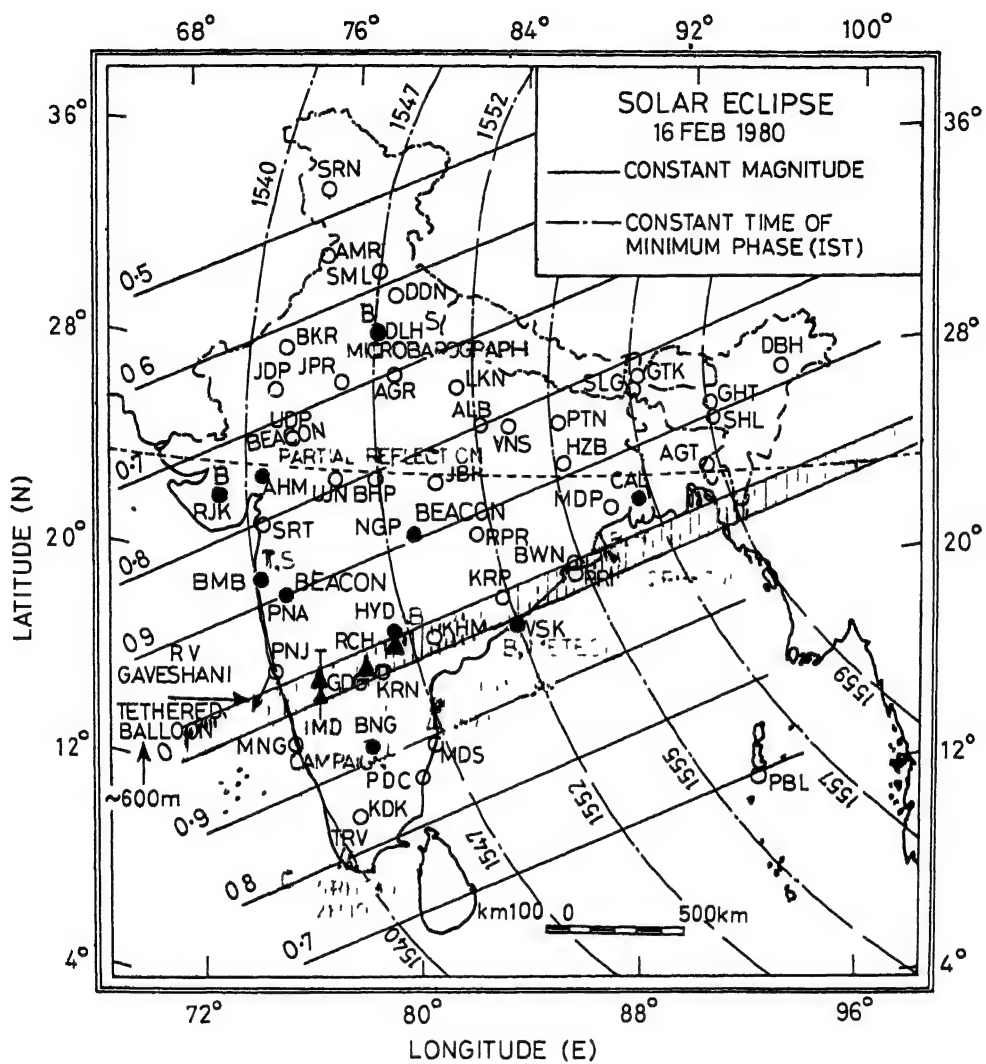 68° 76° 84° 92° 100°
36° 36°
SOLAR ECLIPSE
16 FEB 1980
CONSTANT MAGNITUDE
CONSTANT TIME OF
MINIMUM PHASE (IST)
1540
1547
1552
SRN
AMR
SML
0.5
DDN
28° 28°
B
DLH S
MICROBAROGRAPH
BKR
DBH
0.6
JDP
JPR
AGR
LKN
SLG
GTK
GHT
SHL
UDP
BEACON
ALB
VNS
PTN
HZB
PARTIAL REFLECTION
0.7
AHM
UJN
BHP
JBP
AGT
B
RJK
MDP
CAL
SRT
NGP
BEACON
RPR
20° 20°
BWN
0.8
T,S
BMB
BEACON
PNA
KRP
HYD
VSK
KHM
0.9
RCH
PNJ
T
RV
GAVESHANI
GDG
KRN
TETHERED
BALLOON
IMD
BNG
1559
12° 12°
MNG
CAMPAIGN
MDS
~600m
PDC
PBL
KDK
1555
1557
0.9
TRV
1552
1547
0.8
km100 0 500km
0.7
1540
4° 4°
72° 80° 88° 96°
LATITUDE (N)
LONGITUDE (E)